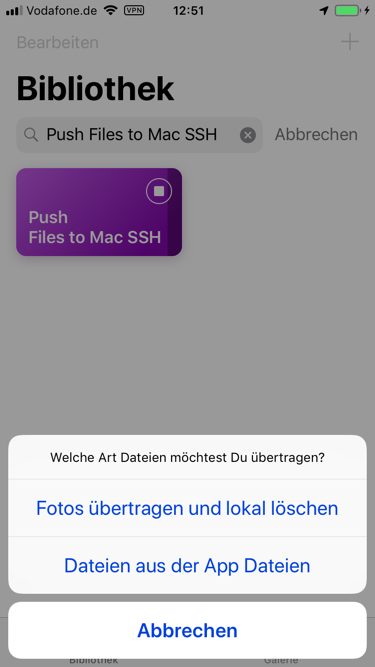 Vodafone.de VPN 12:51
Bearbeiten
Bibliothek
Push Files to Mac SSH Abbrechen
Push
Files to Mac SSH
Welche Art Dateien möchtest Du übertragen?
Fotos übertragen und lokal löschen
Dateien aus der App Dateien
Abbrechen
Bibliothek Galerie